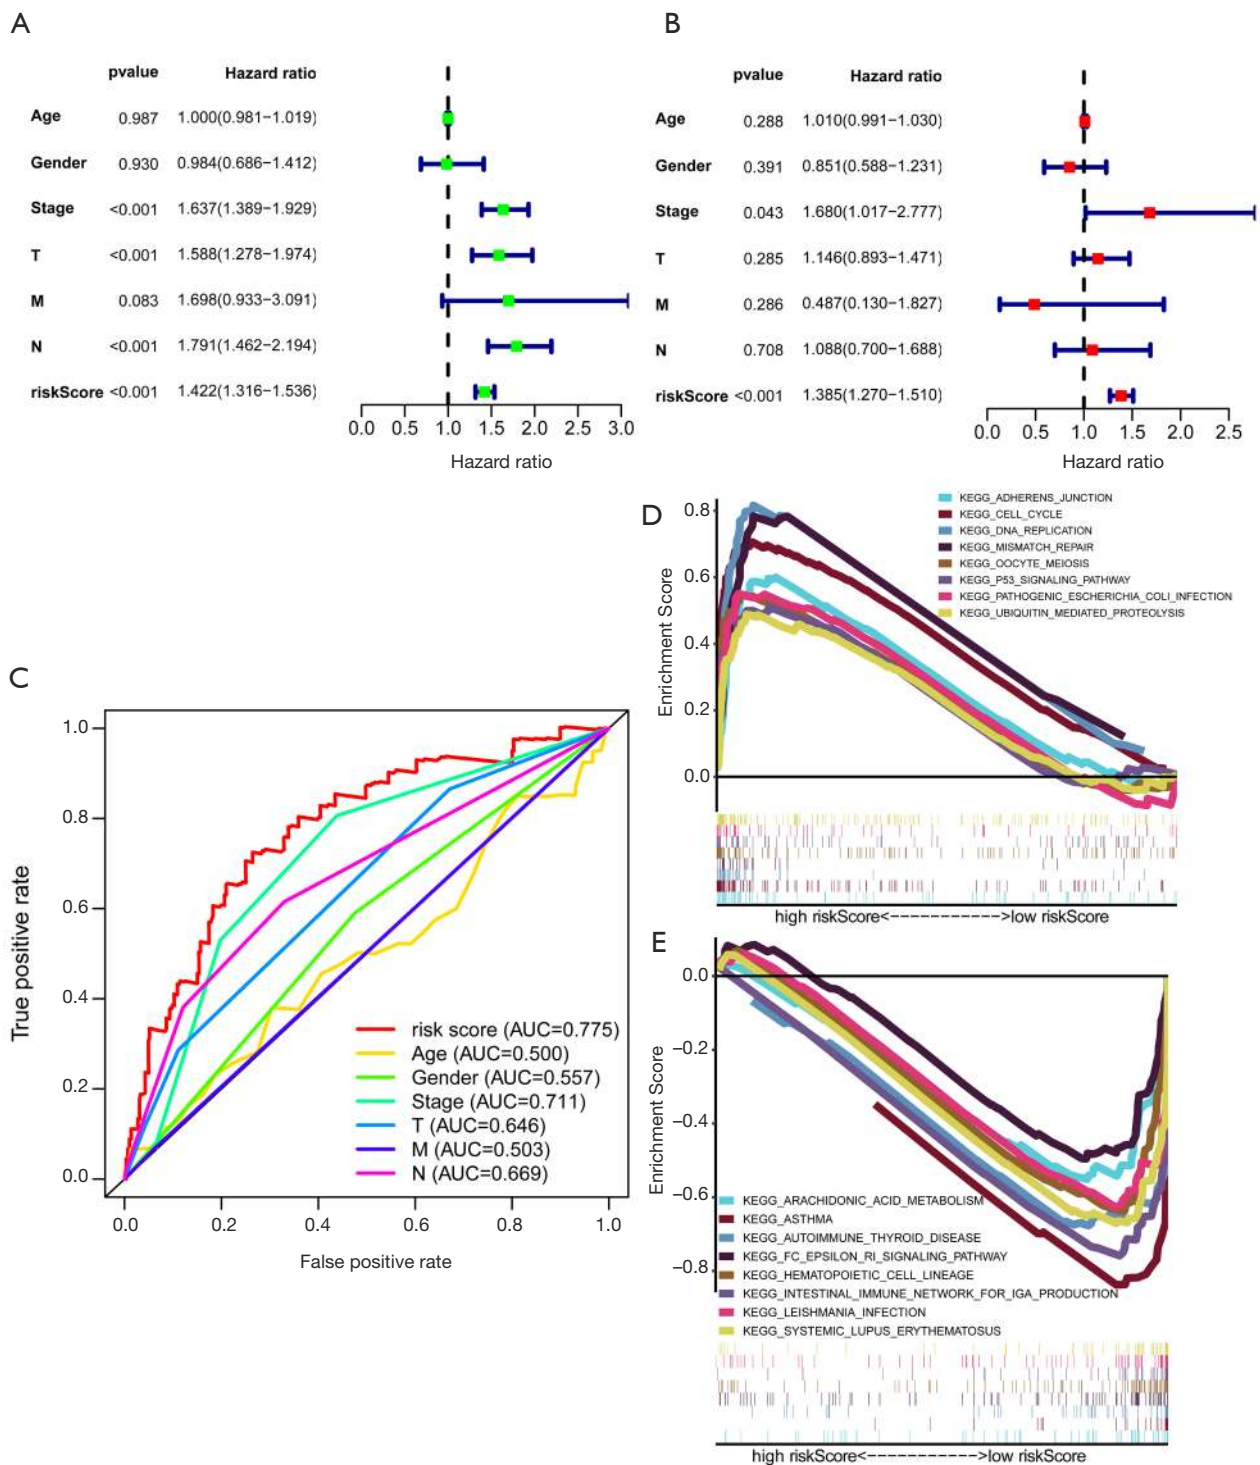 A
pvalue Hazard ratio
Age 0.987 1.000(0.981−1.019)
Gender 0.930 0.984(0.686−1.412)
Stage <0.001 1.637(1.389−1.929)
T <0.001 1.588(1.278−1.974)
M 0.083 1.698(0.933−3.091)
N <0.001 1.791(1.462−2.194)
riskScore <0.001 1.422(1.316−1.536)
0.0 0.5 1.0 1.5 2.0 2.5 3.0
Hazard ratio
B
pvalue Hazard ratio
Age 0.288 1.010(0.991−1.030)
Gender 0.391 0.851(0.588−1.231)
Stage 0.043 1.680(1.017−2.777)
T 0.285 1.146(0.893−1.471)
M 0.286 0.487(0.130−1.827)
N 0.708 1.088(0.700−1.688)
riskScore <0.001 1.385(1.270−1.510)
0.0 0.5 1.0 1.5 2.0 2.5
Hazard ratio
C
True positive rate
1.0
0.8
0.6
0.4
0.2
0.0
risk score (AUC=0.775)
Age (AUC=0.500)
Gender (AUC=0.557)
Stage (AUC=0.711)
T (AUC=0.646)
M (AUC=0.503)
N (AUC=0.669)
0.0 0.2 0.4 0.6 0.8 1.0
False positive rate
D
Enrichment Score
0.8
0.6
0.4
0.2
0.0
KEGG_ADHERENS_JUNCTION
KEGG_CELL_CYCLE
KEGG_DNA_REPLICATION
KEGG_MISMATCH_REPAIR
KEGG_OOCYTE_MEIOSIS
KEGG_P53_SIGNALING_PATHWAY
KEGG_PATHOGENIC_ESCHERICHIA_COLI_INFECTION
KEGG_UBIQUITIN_MEDIATED_PROTEOLYSIS
high riskScore<----------->low riskScore
E
Enrichment Score
0.0
−0.2
−0.4
−0.6
−0.8
KEGG_ARACHIDONIC_ACID_METABOLISM
KEGG_ASTHMA
KEGG_AUTOIMMUNE_THYROID_DISEASE
KEGG_FC_EPSILON_RI_SIGNALING_PATHWAY
KEGG_HEMATOPOIETIC_CELL_LINEAGE
KEGG_INTESTINAL_IMMUNE_NETWORK_FOR_IGA_PRODUCTION
KEGG_LEISHMANIA_INFECTION
KEGG_SYSTEMIC_LUPUS_ERYTHEMATOSUS
high riskScore<----------->low riskScore